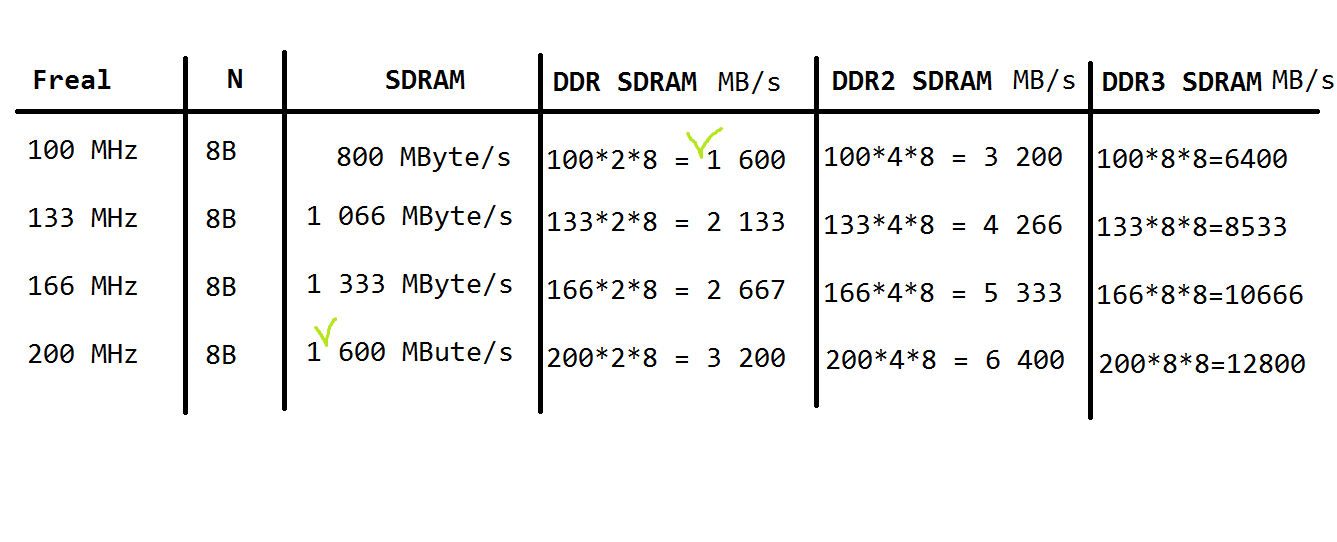 Freal N SDRAM DDR SDRAM MB/s DDR2 SDRAM MB/s DDR3 SDRAM MB/s
100 MHz 8B 800 MByte/s 100*2*8 = 1 600 100*4*8 = 3 200 100*8*8=6400
133 MHz 8B 1 066 MByte/s 133*2*8 = 2 133 133*4*8 = 4 266 133*8*8=8533
166 MHz 8B 1 333 MByte/s 166*2*8 = 2 667 166*4*8 = 5 333 166*8*8=10666
200 MHz 8B 1 600 MBute/s 200*2*8 = 3 200 200*4*8 = 6 400 200*8*8=12800